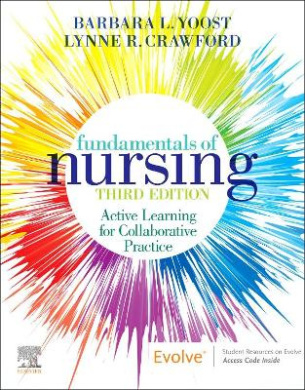 BARBARA L. YOOST
LYNNE R. CRAWFORD
fundamentals of
nursing
THIRD EDITION
Active Learning
for Collaborative
Practice
ELSEVIER
Evolve®
Student Resources on Evolve
Access Code Inside